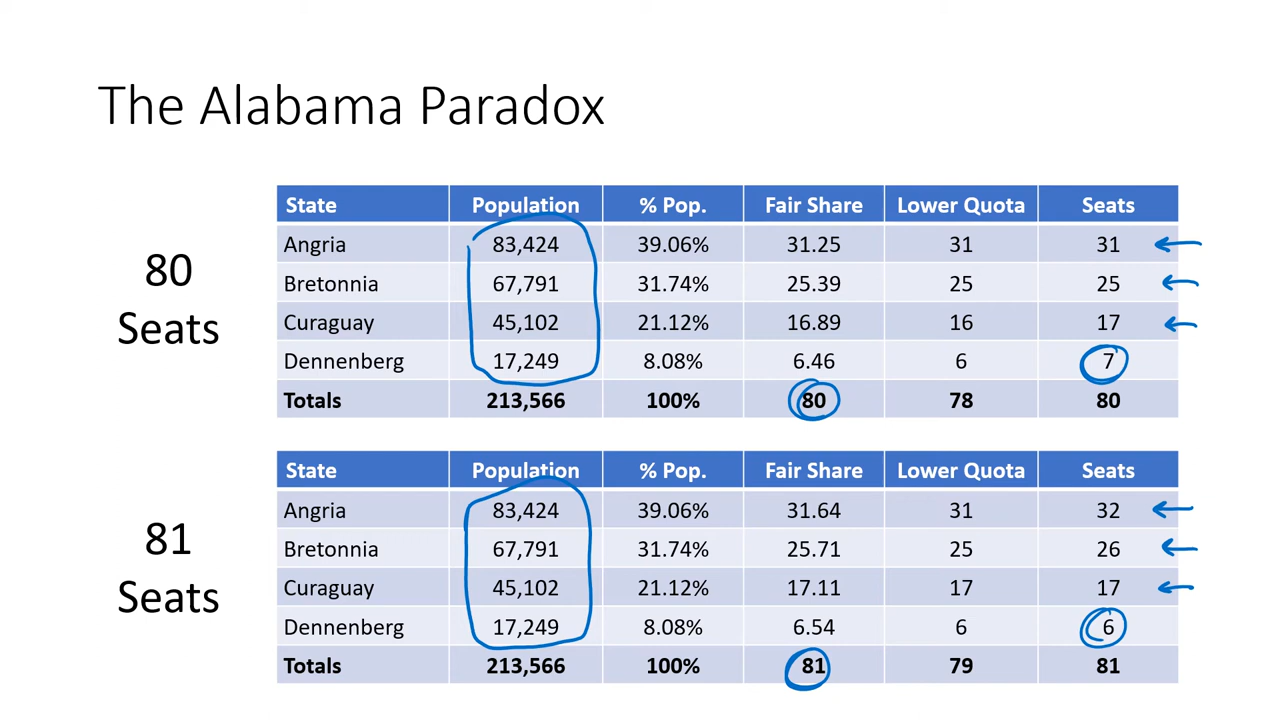 The Alabama Paradox
80
Seats
State Population % Pop. Fair Share Lower Quota Seats
Angria 83,424 39.06% 31.25 31 31
Bretonnia 67,791 31.74% 25.39 25 25
Curaguay 45,102 21.12% 16.89 16 17
Dennenberg 17,249 8.08% 6.46 6 7
Totals 213,566 100% 80 78 80
81
Seats
State Population % Pop. Fair Share Lower Quota Seats
Angria 83,424 39.06% 31.64 31 32
Bretonnia 67,791 31.74% 25.71 25 26
Curaguay 45,102 21.12% 17.11 17 17
Dennenberg 17,249 8.08% 6.54 6 6
Totals 213,566 100% 81 79 81